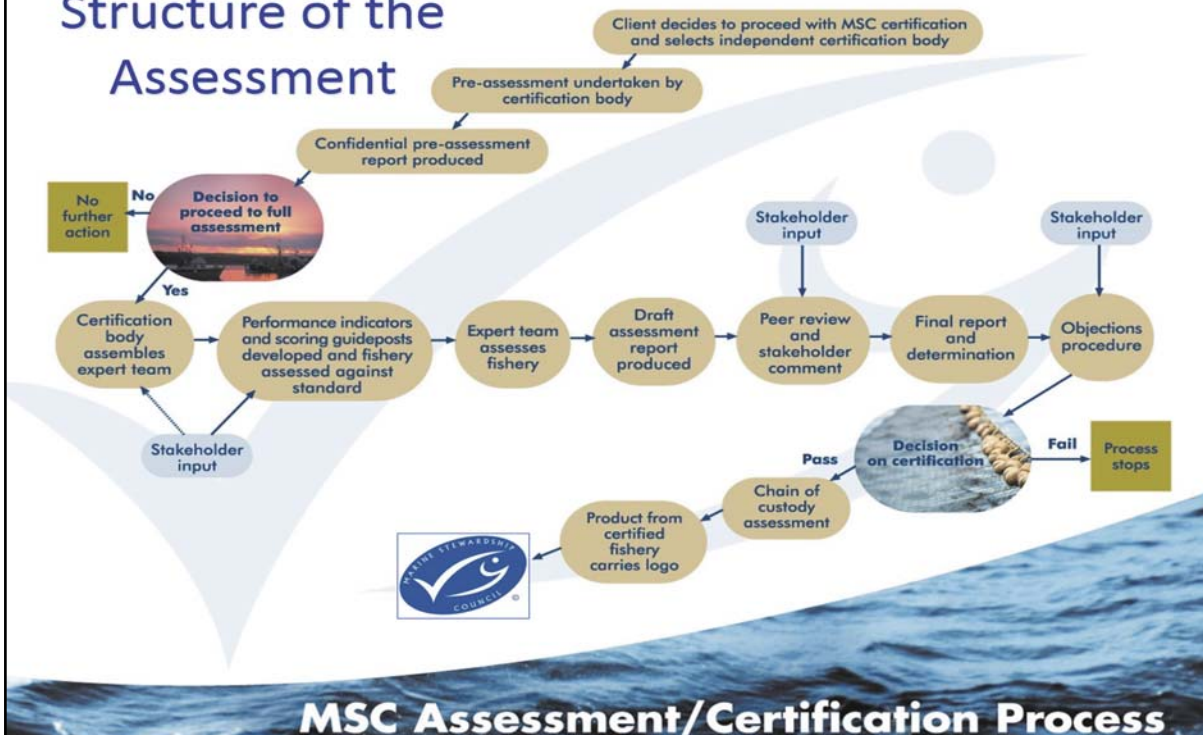 Structure of the
Assessment
Client decides to proceed with MSC certification
and selects independent certification body
Pre-assessment undertaken by
certification body
Confidential pre-assessment
report produced
No
further
action
No
Decision to
proceed to full
assessment
Yes
Stakeholder
input
Stakeholder
input
Certification
body
assembles
expert team
Performance indicators
and scoring guideposts
developed and fishery
assessed against
standard
Expert team
assesses
fishery
Draft
assessment
report
produced
Peer review
and
stakeholder
comment
Final report
and
determination
Objections
procedure
Stakeholder
input
Decision
on certification
Fail
Process
stops
Pass
Chain of
custody
assessment
Product from
certified
fishery
carries logo
MARINE STEWARDSHIP
COUNCIL
©
MSC Assessment/Certification Process